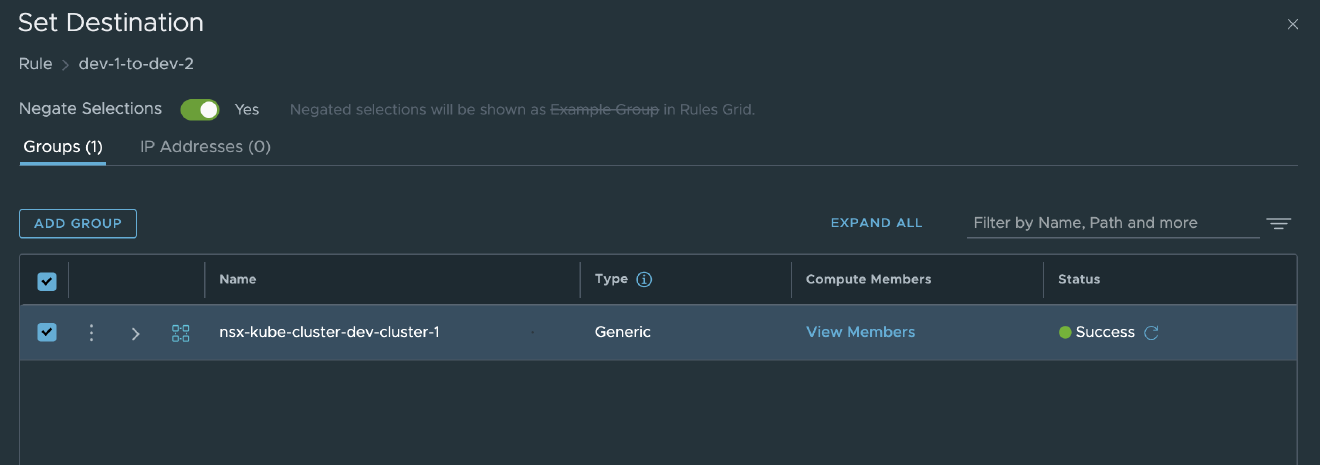 Set Destination
Rule > dev-1-to-dev-2
Negate Selections Yes Negated selections will be shown as Example Group in Rules Grid.
Groups (1) IP Addresses (0)
ADD GROUP EXPAND ALL Filter by Name, Path and more
Name Type Compute Members Status
nsx-kube-cluster-dev-cluster-1 Generic View Members Success